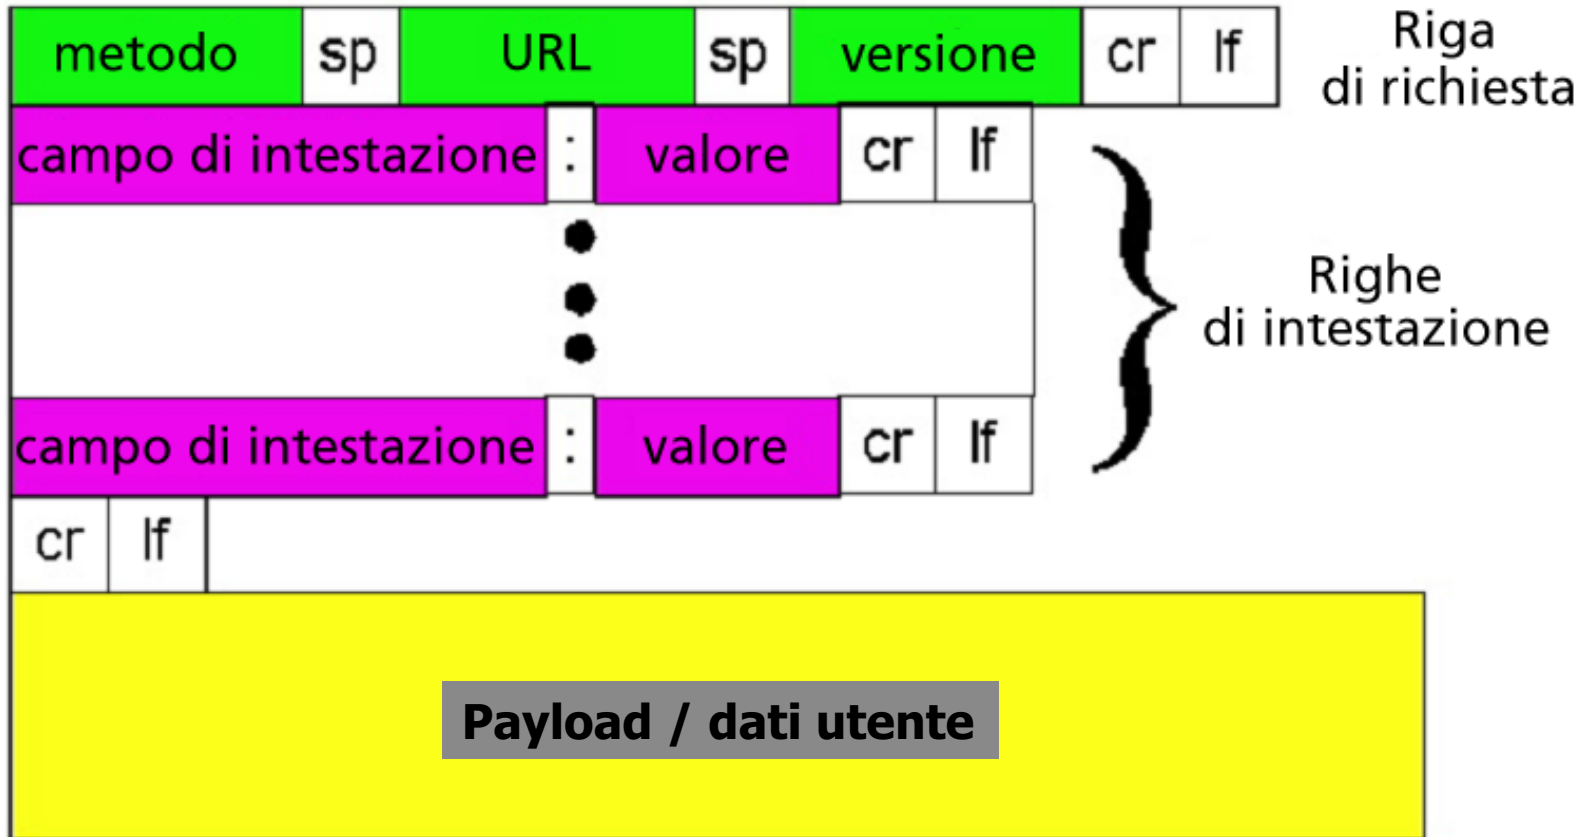 metodo sp URL sp versione cr lf
Riga
di richiesta
campo di intestazione : valore cr lf
Righe
di intestazione
campo di intestazione : valore cr lf
cr lf
Payload / dati utente